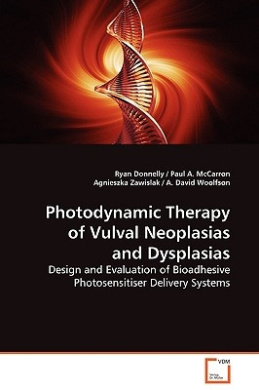 Ryan Donnelly / Paul A. McCarron
Agnieszka Zawislak / A. David Woolfson
Photodynamic Therapy
of Vulval Neoplasias
and Dysplasias
Design and Evaluation of Bioadhesive
Photosensitiser Delivery Systems
VDM